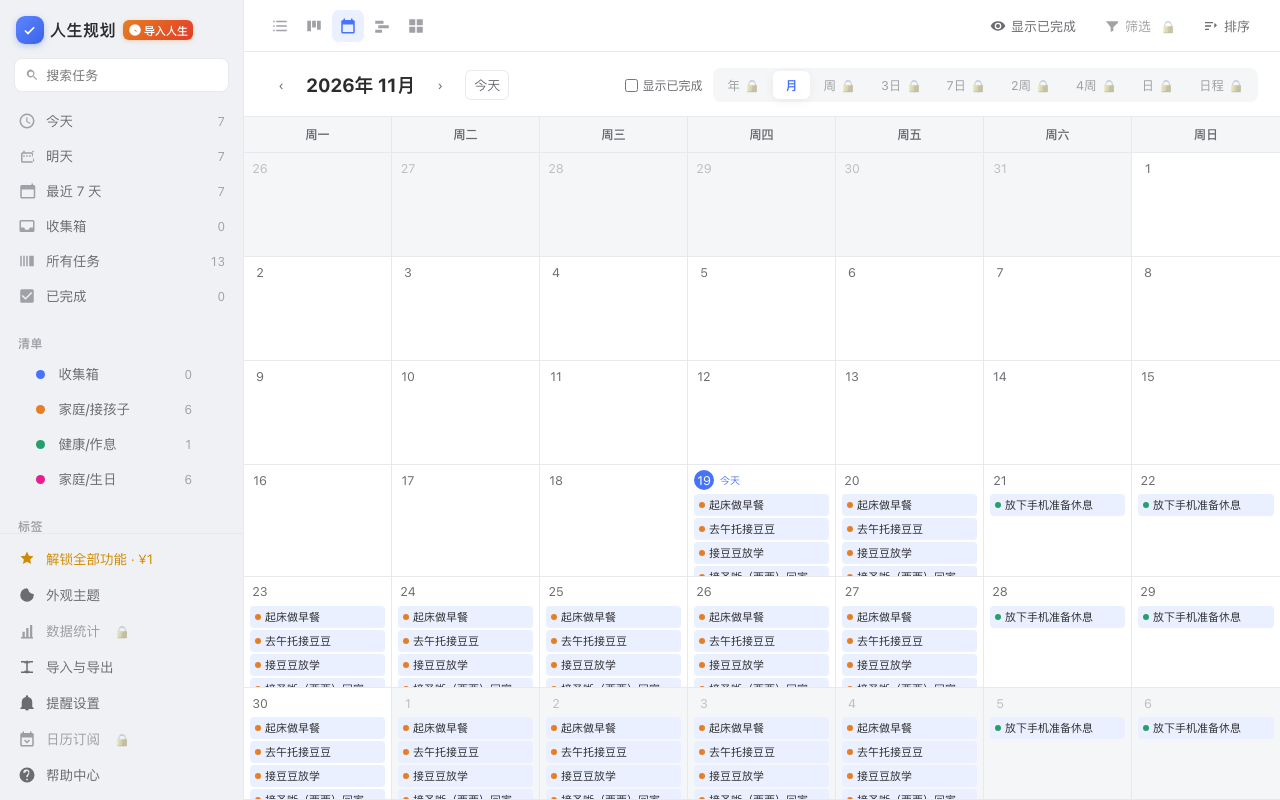 人生规划 导入人生
搜索任务
今天 7
明天 7
最近 7 天 7
收集箱 0
所有任务 13
已完成 0
清单
收集箱 0
家庭/接孩子 6
健康/作息 1
家庭/生日 6
标签
解锁全部功能 · ¥1
外观主题
数据统计
导入与导出
提醒设置
日历订阅
帮助中心
显示已完成 筛选 排序
‹ 2026年 11月 › 今天 显示已完成 年 月 周 3日 7日 2周 4周 日 日程
周一 周二 周三 周四 周五 周六 周日
26 27 28 29 30 31 1
2 3 4 5 6 7 8
9 10 11 12 13 14 15
16 17 18 19 今天 20 21 22
起床做早餐 起床做早餐 放下手机准备休息 放下手机准备休息
去午托接豆豆 去午托接豆豆
接豆豆放学 接豆豆放学
23 24 25 26 27 28 29
起床做早餐 起床做早餐 起床做早餐 起床做早餐 起床做早餐 放下手机准备休息 放下手机准备休息
去午托接豆豆 去午托接豆豆 去午托接豆豆 去午托接豆豆 去午托接豆豆
接豆豆放学 接豆豆放学 接豆豆放学 接豆豆放学 接豆豆放学
30 1 2 3 4 5 6
起床做早餐 起床做早餐 起床做早餐 起床做早餐 起床做早餐 放下手机准备休息 放下手机准备休息
去午托接豆豆 去午托接豆豆 去午托接豆豆 去午托接豆豆 去午托接豆豆
接豆豆放学 接豆豆放学 接豆豆放学 接豆豆放学 接豆豆放学